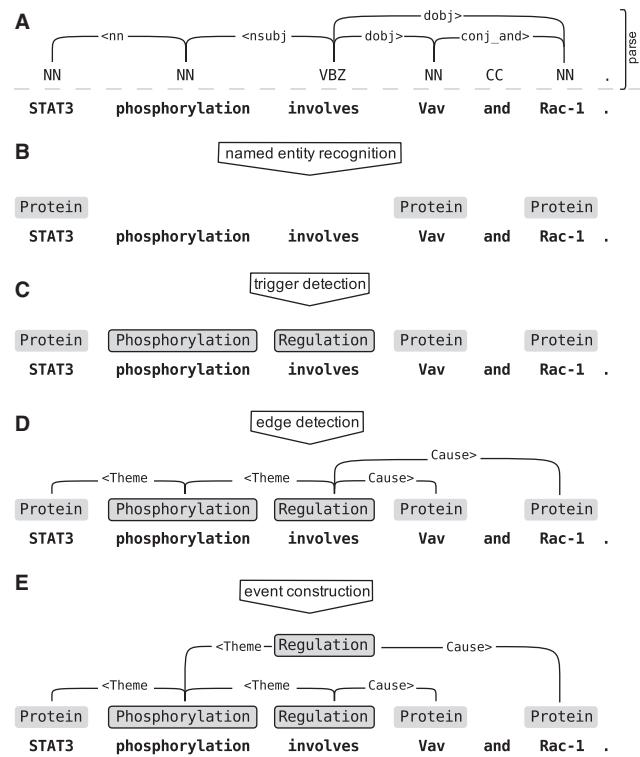 A
dobj>
<nn <nsubj dobj> conj_and>
NN NN VBZ NN CC NN .
parse
STAT3 phosphorylation involves Vav and Rac-1 .
B
named entity recognition
Protein Protein Protein
STAT3 phosphorylation involves Vav and Rac-1 .
C
trigger detection
Protein Phosphorylation Regulation Protein Protein
STAT3 phosphorylation involves Vav and Rac-1 .
D
edge detection
Cause>
<Theme <Theme Cause>
Protein Phosphorylation Regulation Protein Protein
STAT3 phosphorylation involves Vav and Rac-1 .
E
event construction
<Theme Regulation Cause>
<Theme <Theme Cause>
Protein Phosphorylation Regulation Protein Protein
STAT3 phosphorylation involves Vav and Rac-1 .